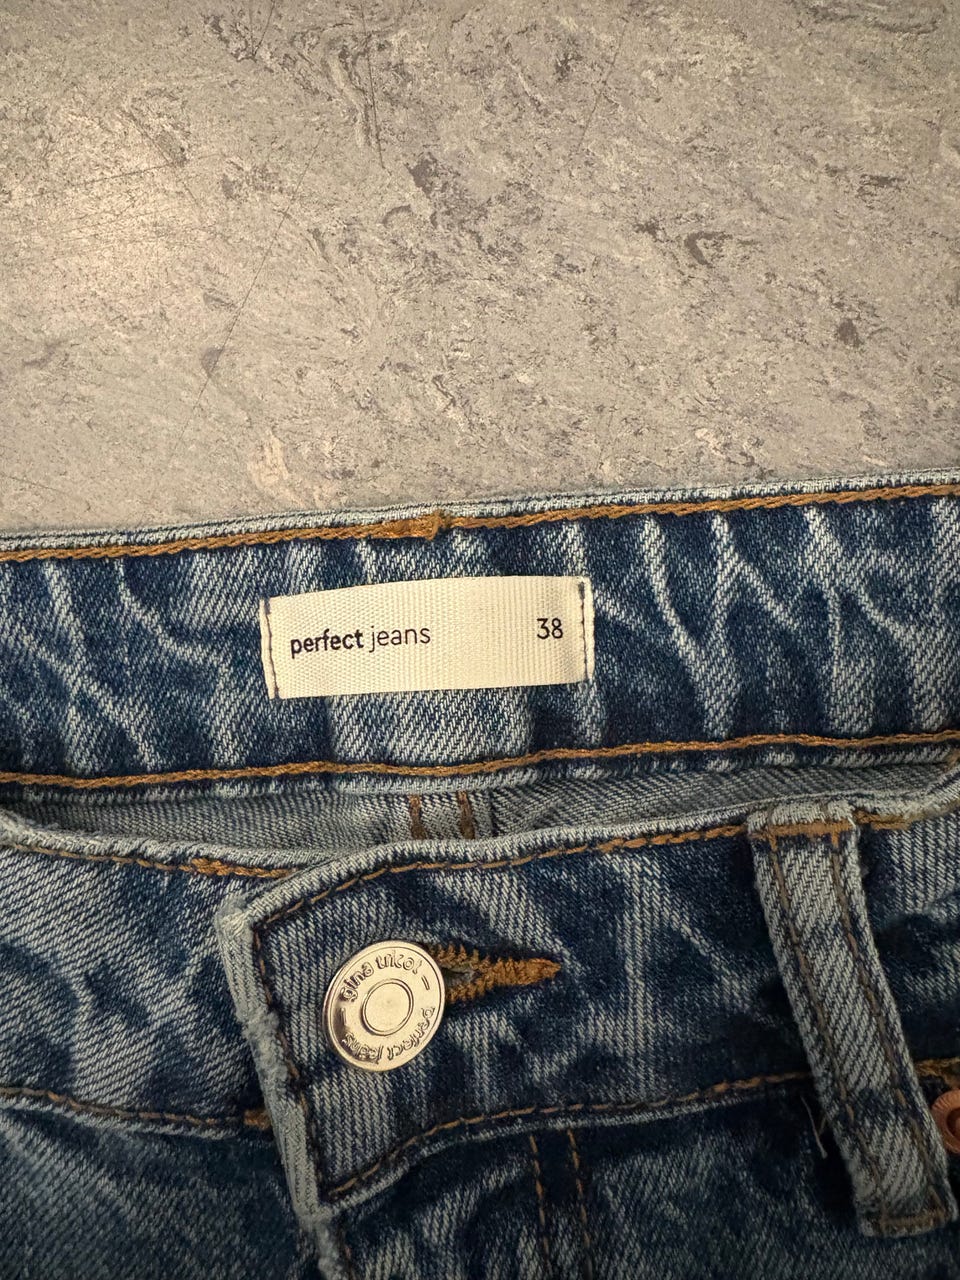 perfect jeans 38
gina tricot
perfect jeans